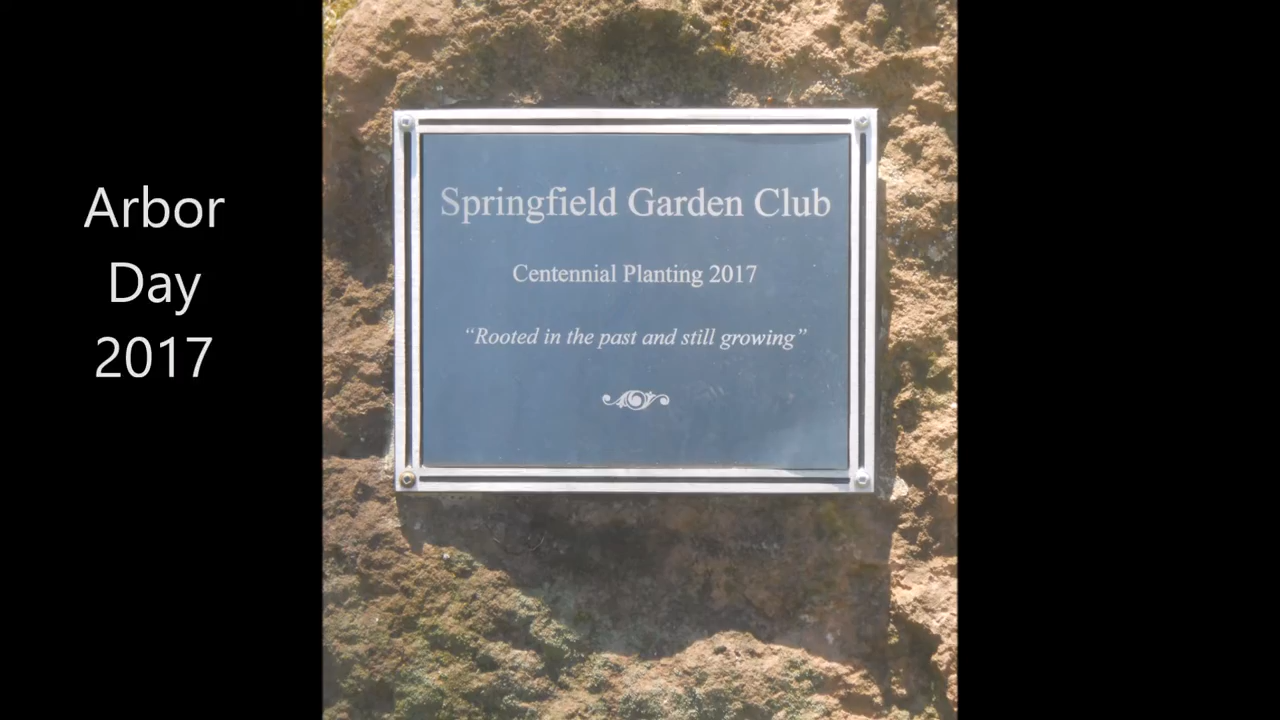 Arbor
Day
2017
Springfield Garden Club
Centennial Planting 2017
“Rooted in the past and still growing”